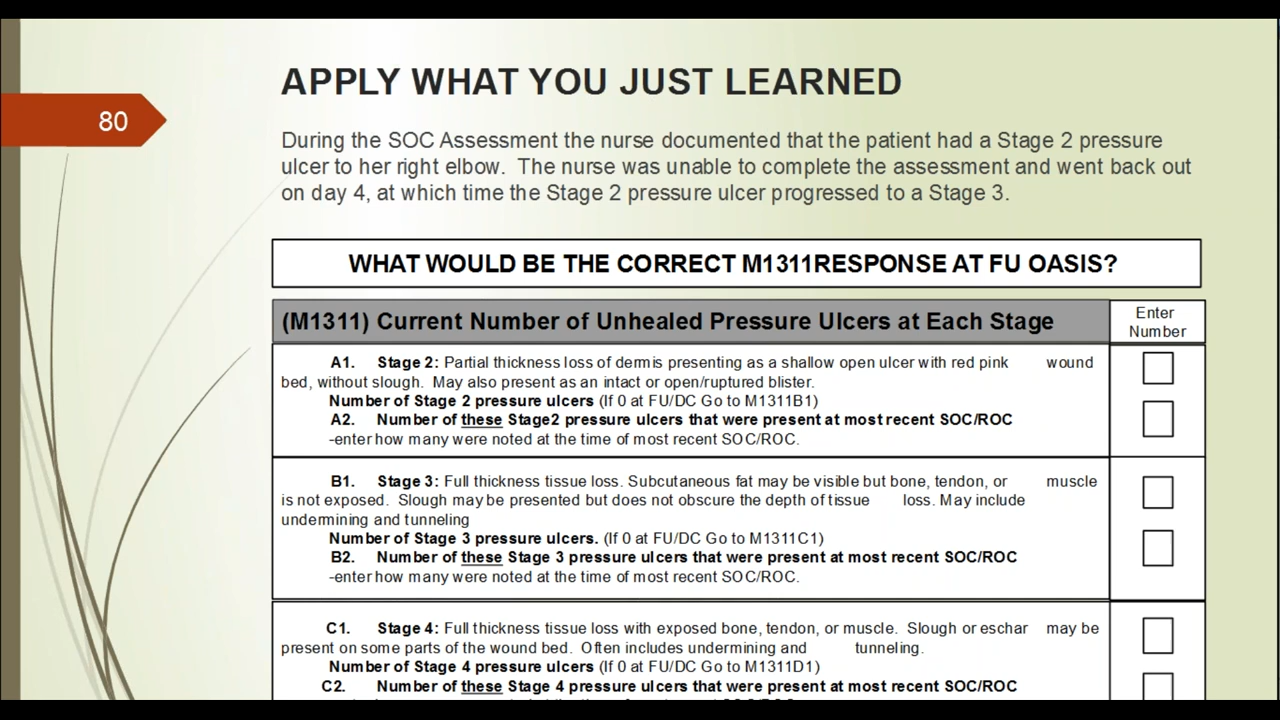 APPLY WHAT YOU JUST LEARNED
80
During the SOC Assessment the nurse documented that the patient had a Stage 2 pressure
ulcer to her right elbow. The nurse was unable to complete the assessment and went back out
on day 4, at which time the Stage 2 pressure ulcer progressed to a Stage 3.
WHAT WOULD BE THE CORRECT M1311RESPONSE AT FU OASIS?
(M1311) Current Number of Unhealed Pressure Ulcers at Each Stage
Enter
Number
A1. Stage 2: Partial thickness loss of dermis presenting as a shallow open ulcer with red pink wound
bed, without slough. May also present as an intact or open/ruptured blister.
Number of Stage 2 pressure ulcers (If 0 at FU/DC Go to M1311B1)
A2. Number of these Stage2 pressure ulcers that were present at most recent SOC/ROC
-enter how many were noted at the time of most recent SOC/ROC.
B1. Stage 3: Full thickness tissue loss. Subcutaneous fat may be visible but bone, tendon, or muscle
is not exposed. Slough may be presented but does not obscure the depth of tissue loss. May include
undermining and tunneling
Number of Stage 3 pressure ulcers. (If 0 at FU/DC Go to M1311C1)
B2. Number of these Stage 3 pressure ulcers that were present at most recent SOC/ROC
-enter how many were noted at the time of most recent SOC/ROC.
C1. Stage 4: Full thickness tissue loss with exposed bone, tendon, or muscle. Slough or eschar may be
present on some parts of the wound bed. Often includes undermining and tunneling.
Number of Stage 4 pressure ulcers (If 0 at FU/DC Go to M1311D1)
C2. Number of these Stage 4 pressure ulcers that were present at most recent SOC/ROC